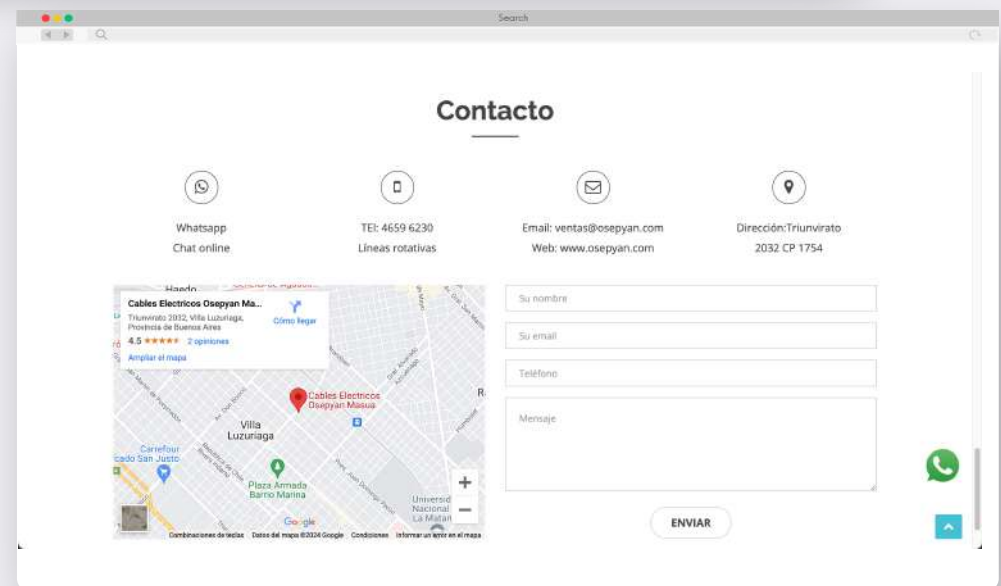 Search
Contacto
Whatsapp
Chat online
TEl: 4659 6230
Líneas rotativas
Email: ventas@osepyan.com
Web: www.osepyan.com
Dirección:Triunvirato
2032 CP 1754
Haedo
Cables Electricos Osepyan Ma...
Triunvirato 2032, Villa Luzuriaga,
Provincia de Buenos Aires
4.5
2 opiniones
Cómo llegar
Ampliar el mapa
Cables Electricos
Osepyan Masua
Villa
Luzuriaga
Carrefour
cado San Justo
Plaza Armada
Barrio Marina
Universid
Nacional
La Matan
Google
Combinaciones de teclas
Datos del mapa ©2024 Google
Condiciones
Informar un error en el mapa
Su nombre
Su email
Teléfono
Mensaje
ENVIAR